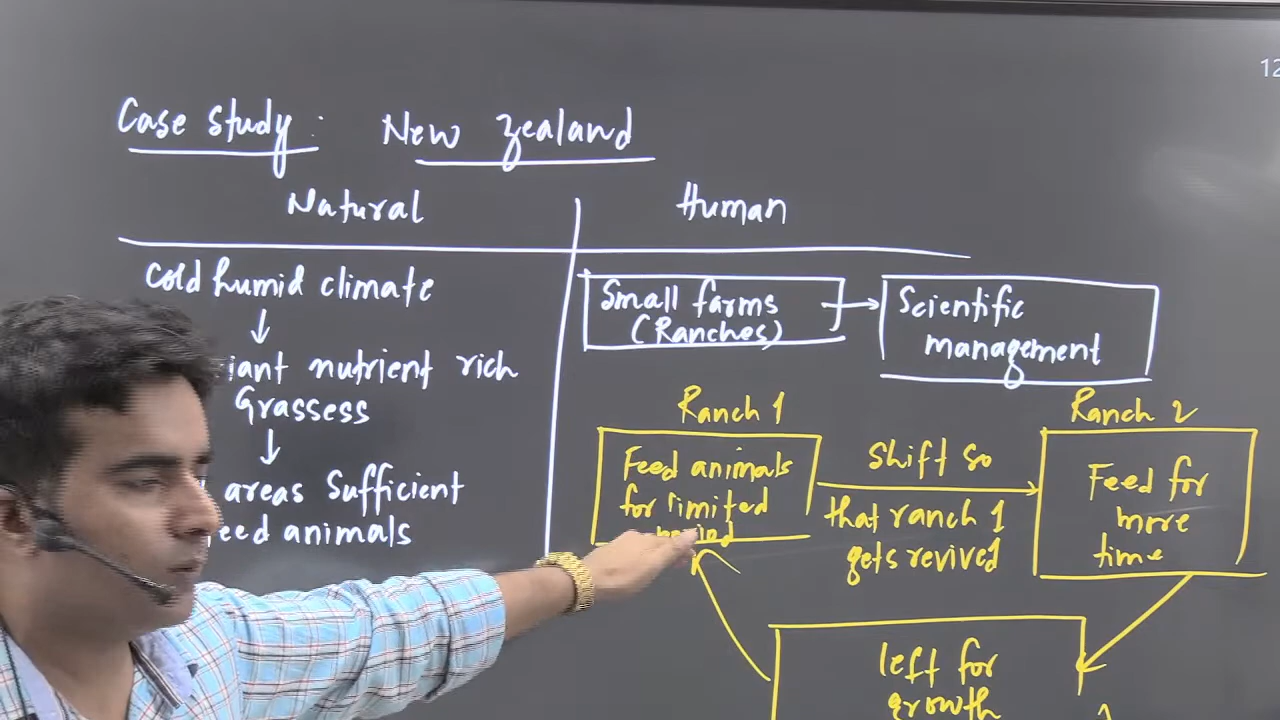 12
Case study : New Zealand
Natural
Human
Cold humid climate
↓
nutrient rich
Grassess
↓
areas Sufficient
feed animals
Small farms
(Ranches)
→
Scientific
management
Ranch 1
Feed animals
for limited
Shift so
that ranch 1
gets revived
Ranch 2
Feed for
more
time
left for
growth